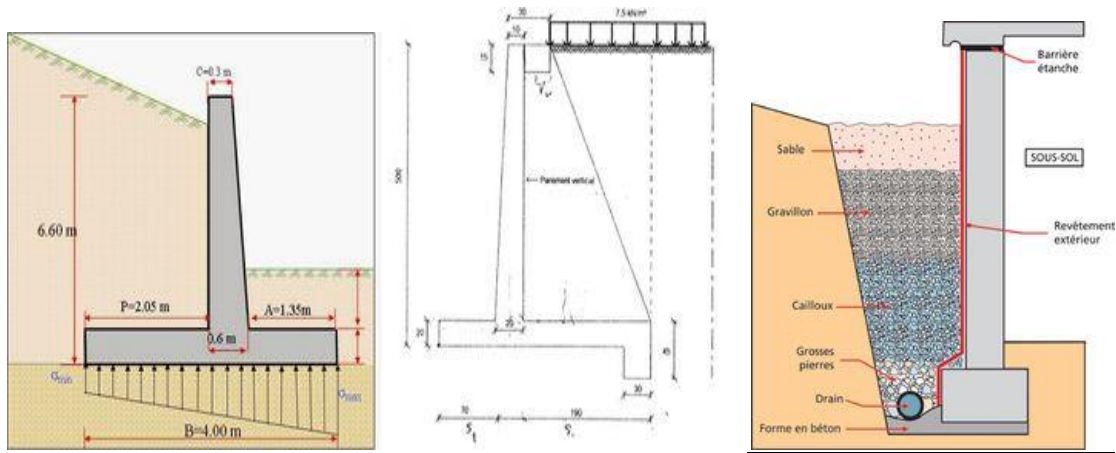 C=0.3 m
6.60 m
P=2.05 m
A=1.35m
0.6 m
σmin
σmax
B=4.00 m
30
7.5 kN/m²
10
15
500
Parement vertical
25
25
30
70
190
Barrière
étanche
Sable
SOUS-SOL
Gravillon
Revêtement
extérieur
Cailloux
Grosses
pierres
Drain
Forme en béton